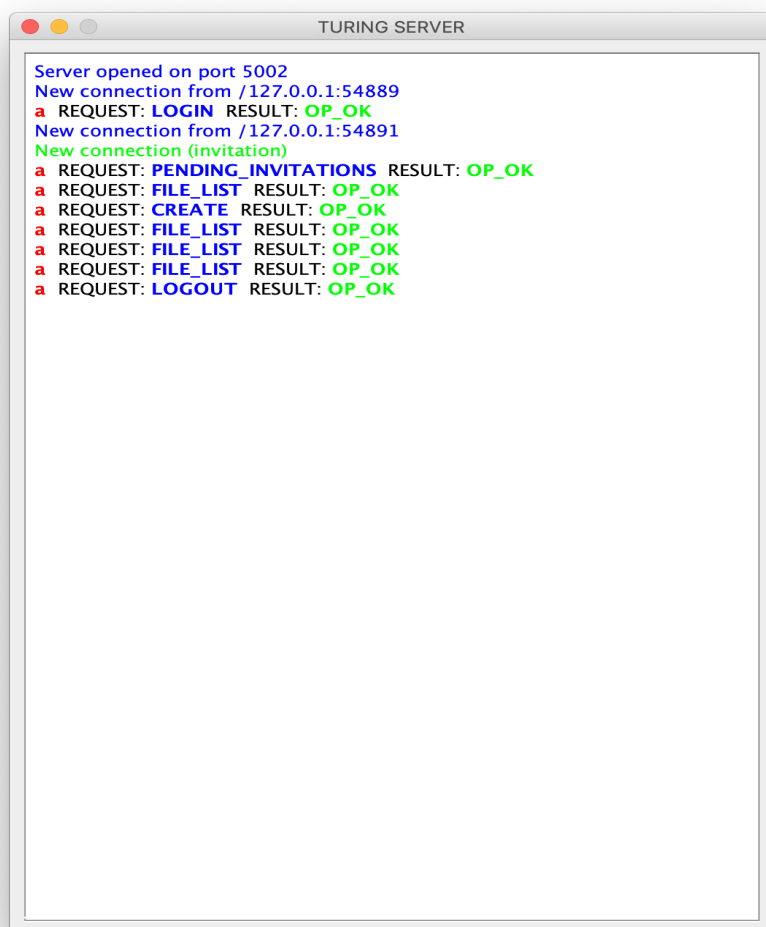 TURING SERVER
Server opened on port 5002
New connection from /127.0.0.1:54889
a REQUEST: LOGIN RESULT: OP_OK
New connection from /127.0.0.1:54891
New connection (invitation)
a REQUEST: PENDING_INVITATIONS RESULT: OP_OK
a REQUEST: FILE_LIST RESULT: OP_OK
a REQUEST: CREATE RESULT: OP_OK
a REQUEST: FILE_LIST RESULT: OP_OK
a REQUEST: FILE_LIST RESULT: OP_OK
a REQUEST: FILE_LIST RESULT: OP_OK
a REQUEST: LOGOUT RESULT: OP_OK